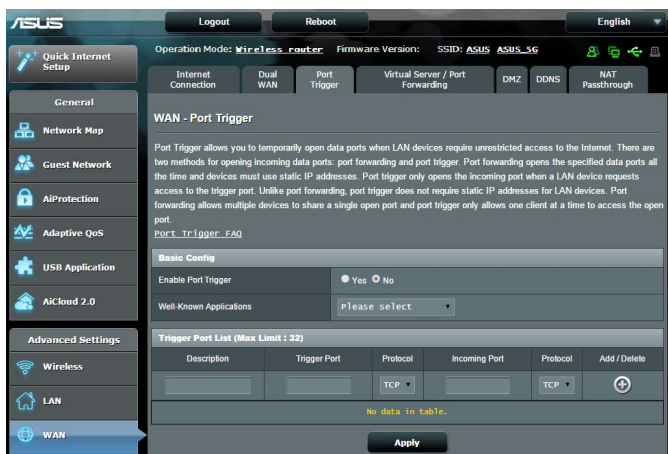 ASUS
Logout
Reboot
English
Quick Internet Setup
Operation Mode: Wireless router Firmware Version: SSID: ASUS ASUS_5G
Internet Connection
Dual WAN
Port Trigger
Virtual Server / Port Forwarding
DMZ
DDNS
NAT Passthrough
General
Network Map
Guest Network
AiProtection
Adaptive QoS
USB Application
AiCloud 2.0
Advanced Settings
Wireless
LAN
WAN
WAN - Port Trigger
Port Trigger allows you to temporarily open data ports when LAN devices require unrestricted access to the Internet. There are
two methods for opening incoming data ports: port forwarding and port trigger. Port forwarding opens the specified data ports all
the time and devices must use static IP addresses. Port trigger only opens the incoming port when a LAN device requests
access to the trigger port. Unlike port forwarding, port trigger does not require static IP addresses for LAN devices. Port
forwarding allows multiple devices to share a single open port and port trigger only allows one client at a time to access the open
port.
Port Trigger FAQ
Basic Config
Enable Port Trigger Yes No
Well-Known Applications Please select
Trigger Port List (Max Limit : 32)
Description Trigger Port Protocol Incoming Port Protocol Add / Delete
TCP TCP
No data in table.
Apply